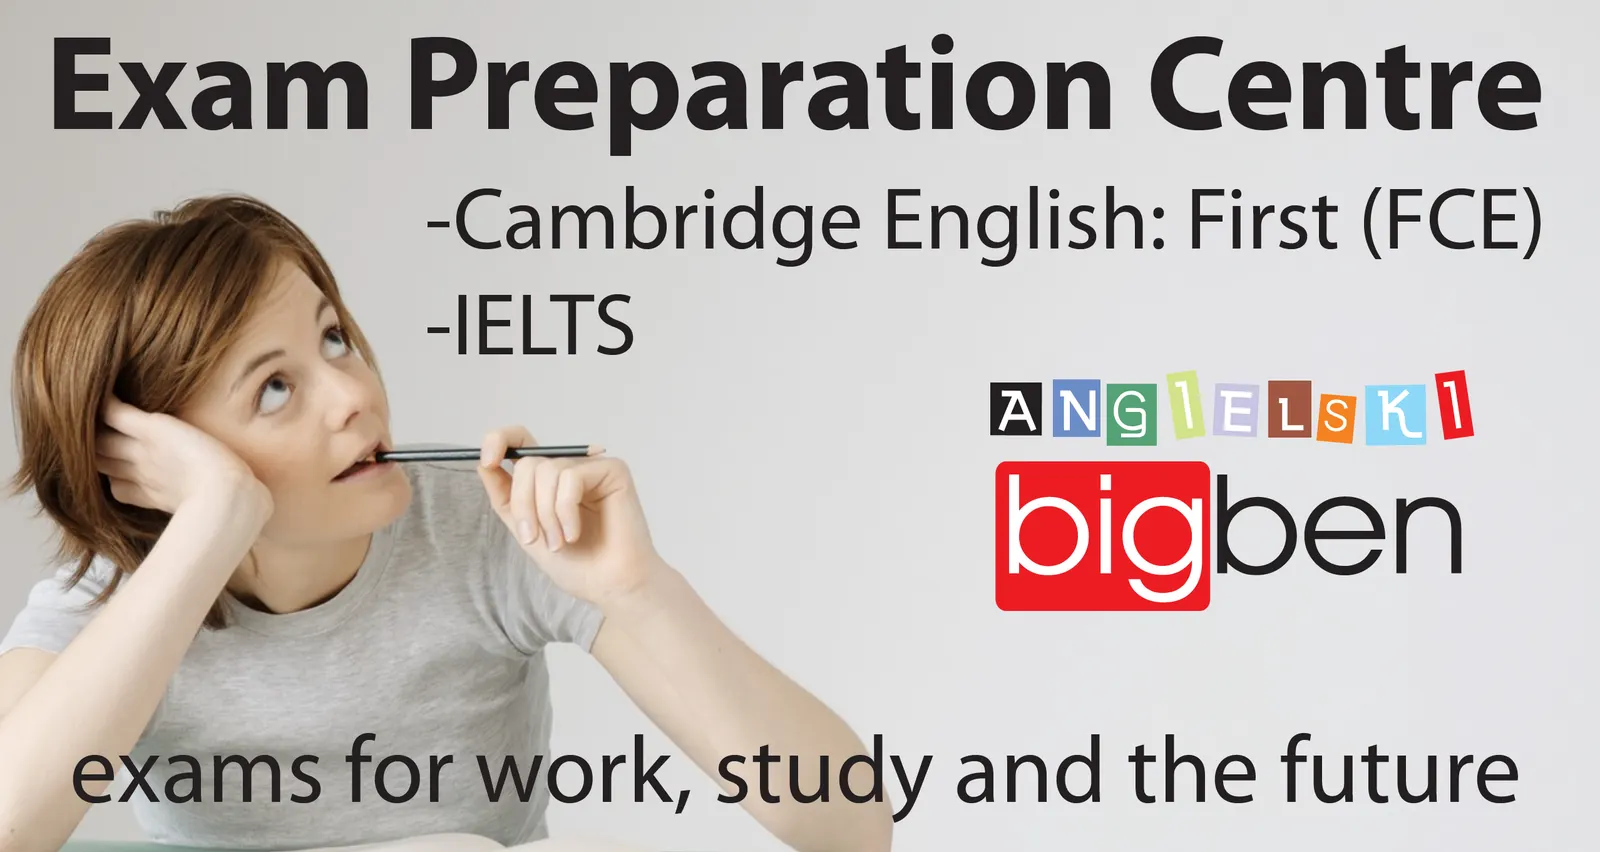 Exam Preparation Centre
-Cambridge English: First (FCE)
-IELTS
ANGIELSKI
bigben
exams for work, study and the future